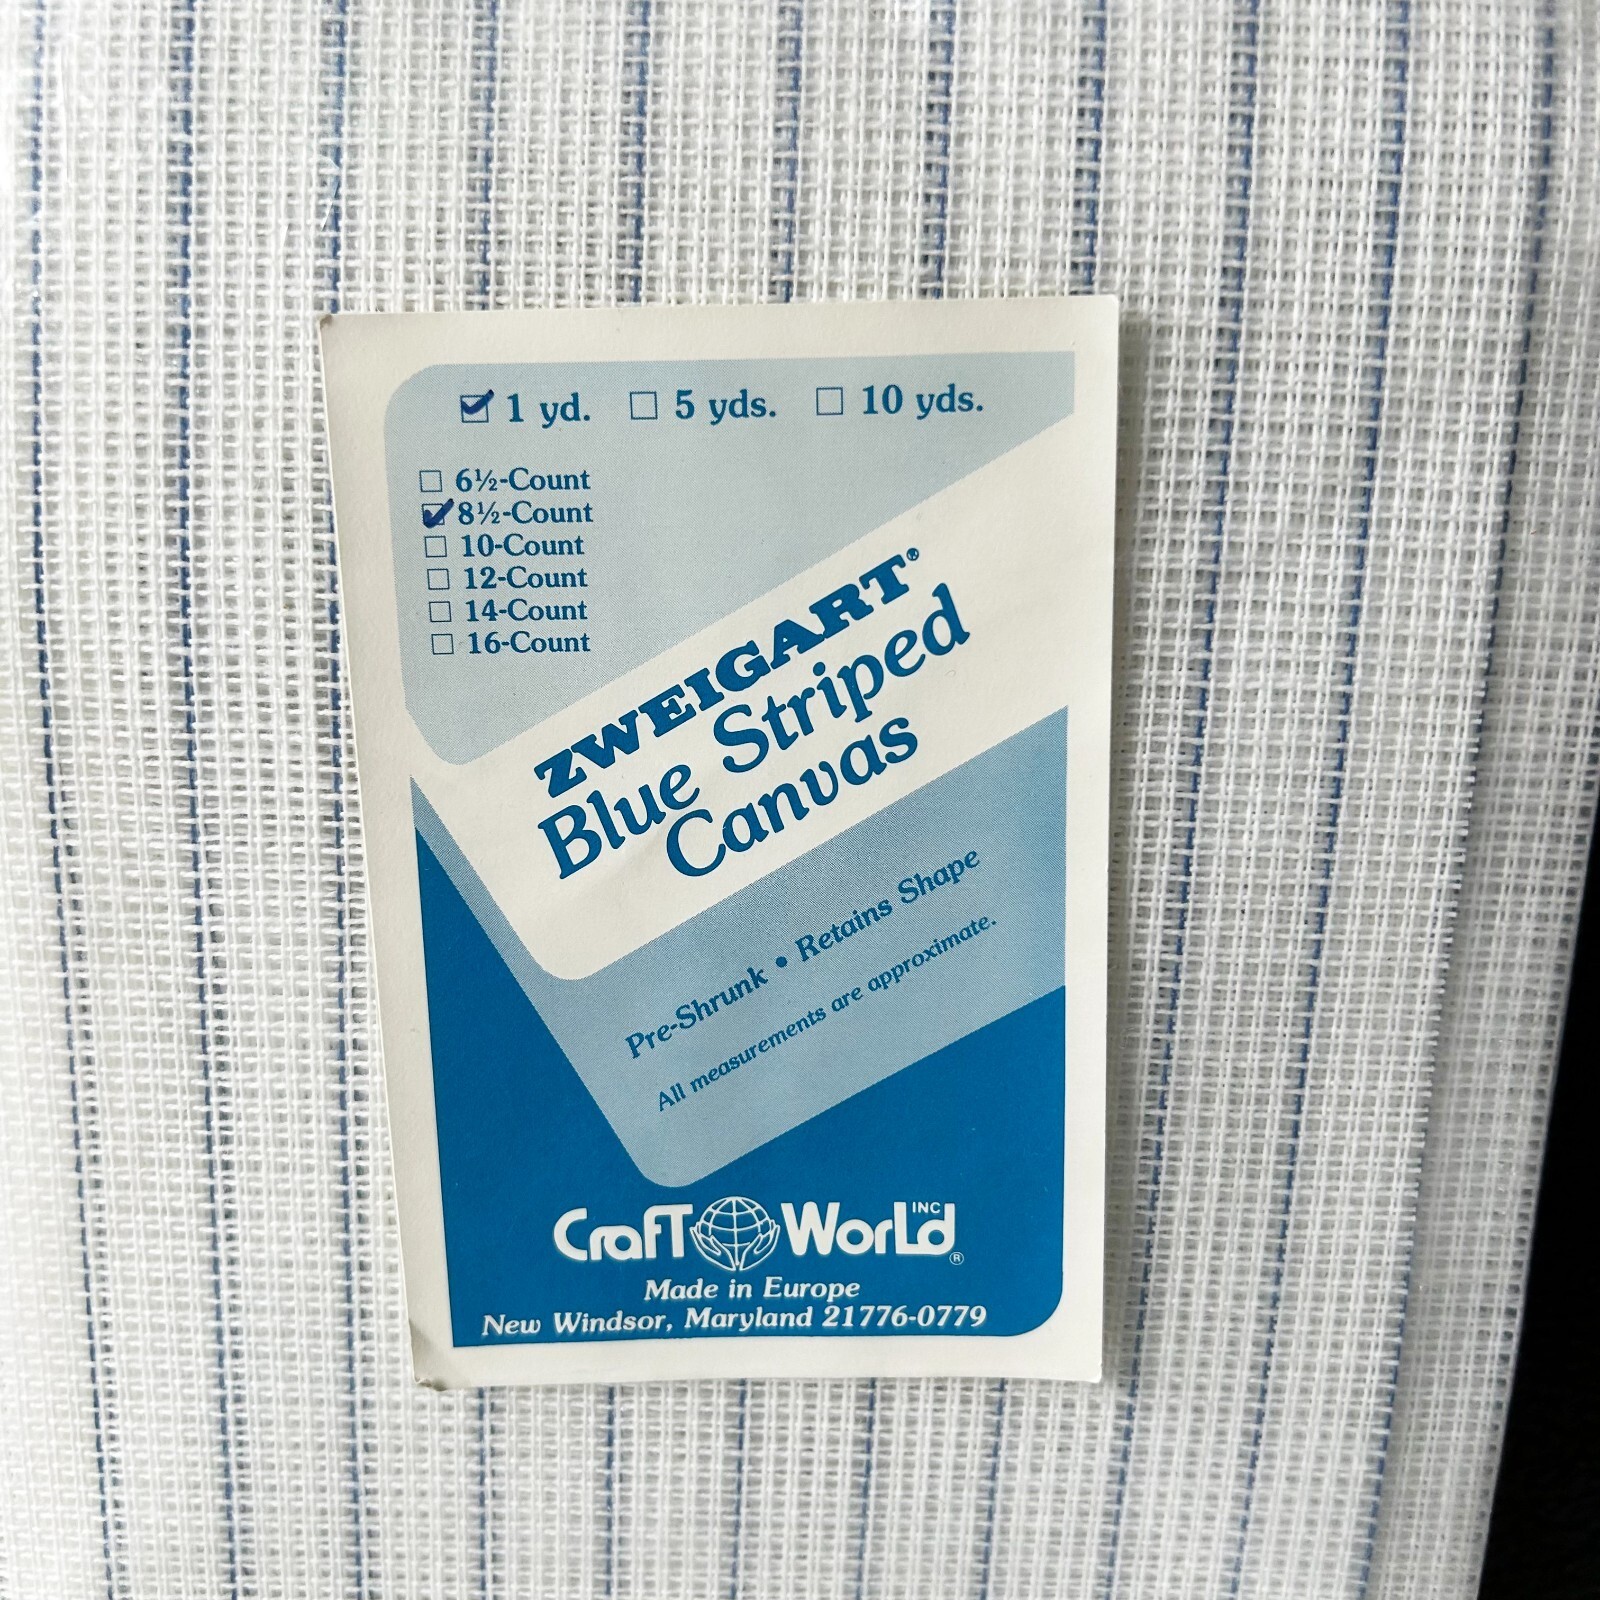 1 yd. 5 yds. 10 yds.
6½-Count
8½-Count
10-Count
12-Count
14-Count
16-Count
ZWEIGART®
Blue Striped
Canvas
Pre-Shrunk • Retains Shape
All measurements are approximate.
CrafT WorLd INC ®
Made in Europe
New Windsor, Maryland 21776-0779